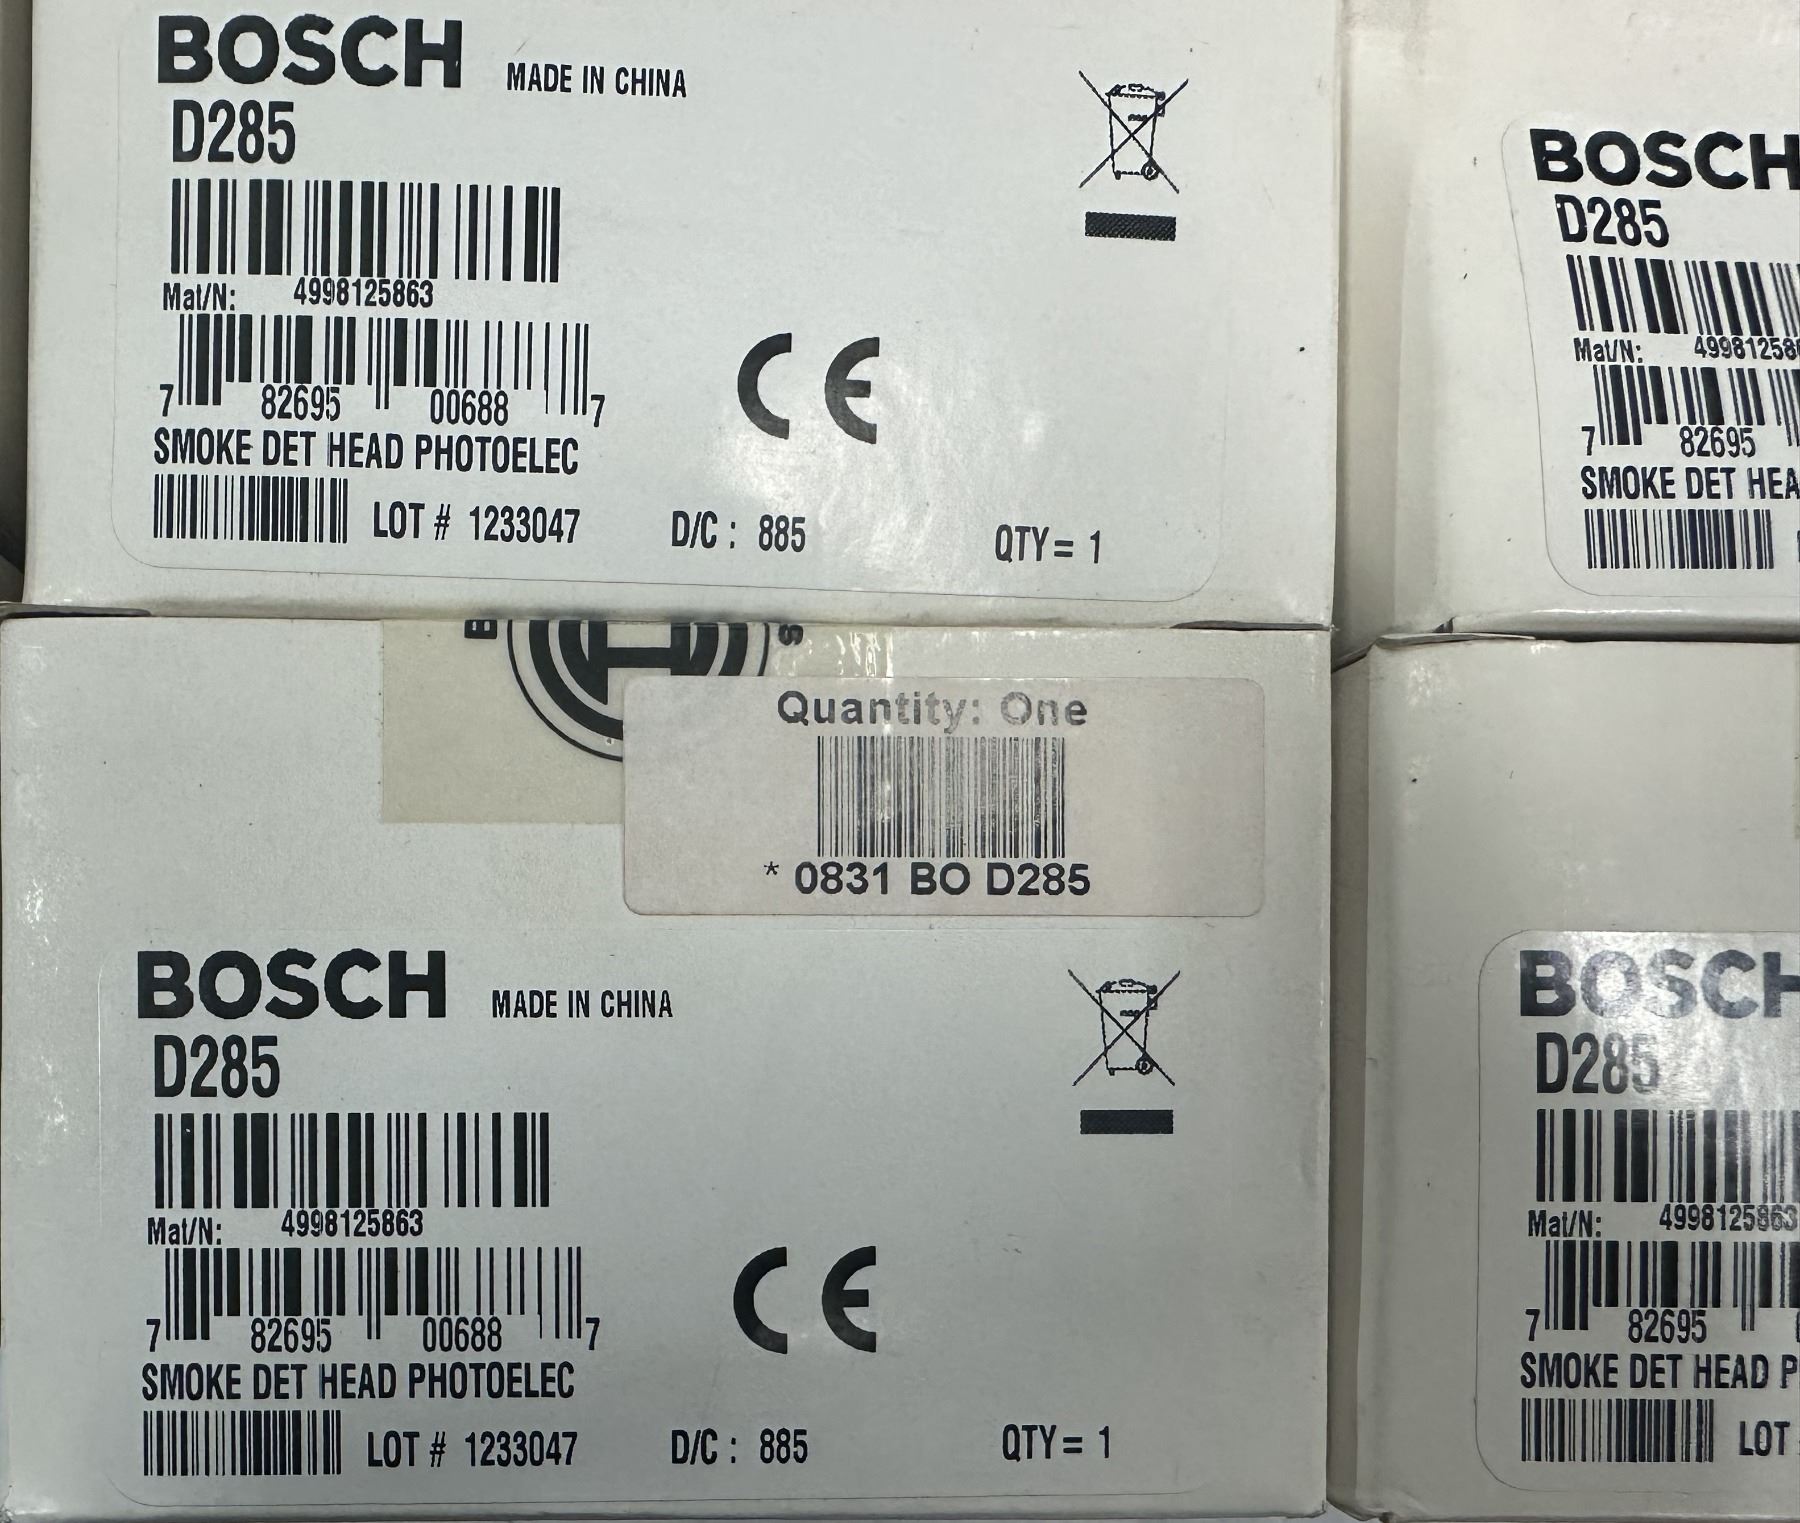 BOSCH MADE IN CHINA
D285
Mat/N: 4998125863
7 82695 00688 7
SMOKE DET HEAD PHOTOELEC
LOT # 1233047 D/C : 885 QTY= 1
CE
BOSCH
D285
Mat/N: 49981258
7 82695
SMOKE DET HEA
B S
Quantity: One
* 0831 BO D285
BOSCH MADE IN CHINA
D285
Mat/N: 4998125863
7 82695 00688 7
SMOKE DET HEAD PHOTOELEC
LOT # 1233047 D/C : 885 QTY= 1
CE
BOSCH
D285
Mat/N: 4998125863
7 82695
SMOKE DET HEAD P
LOT